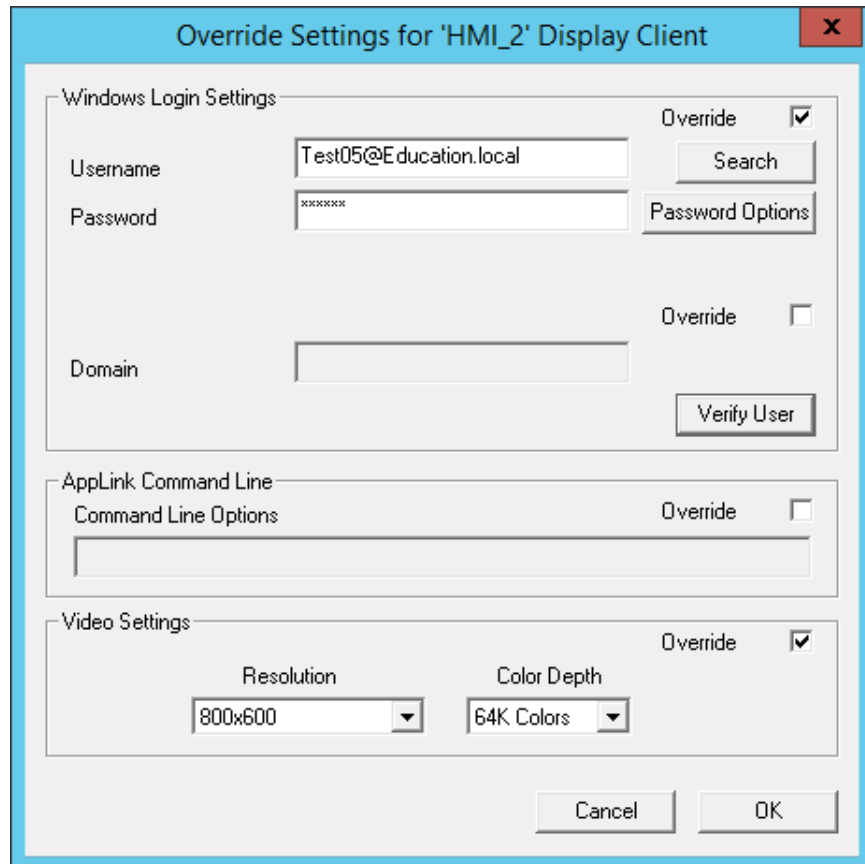 Override Settings for 'HMI_2' Display Client
x
Windows Login Settings
Override
Username
Test05@Education.local
Search
Password
xxxxxx
Password Options
Override
Domain
Verify User
AppLink Command Line
Command Line Options
Override
Video Settings
Override
Resolution
Color Depth
800x600
64K Colors
Cancel
OK